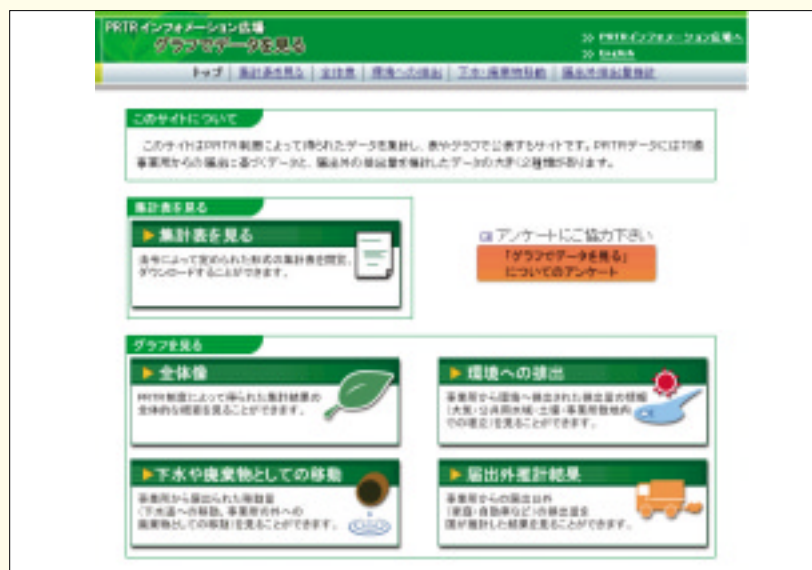 PRTR インフォメーション広場
グラフでデータを見る
>> PRTRインフォメーション広場へ
>> English
トップ | 集計表を見る | 全体像 | 環境への排出 | 下水・廃棄物移動 | 届出外排出量推計
このサイトについて
このサイトはPRTR制度によって得られたデータを集計し、表やグラフで公表するサイトです。PRTRデータには
事業所からの届出に基づくデータと、届出外の排出量を推計したデータの大きく2種類が有ります。
集計表を見る
集計表を見る
法令によって定められた形式の集計表を閲覧、
ダウンロードすることができます。
アンケートにご協力下さい
「グラフでデータを見る」
についてのアンケート
グラフを見る
全体像
PRTR制度によって得られた集計結果の
全体的な概要を見ることができます。
環境への排出
事業所から環境へ排出された排出量の情報
(大気・公共用水域・土壌・事業所敷地内
での埋立)を見ることができます。
下水や廃棄物としての移動
事業所から届出られた移動量
(下水道への移動、事業所の外への
廃棄物としての移動)を見ることができます。
届出外推計結果
事業所からの届出以外
(家庭・自動車など)の排出量を
国が推計した結果を見ることができます。